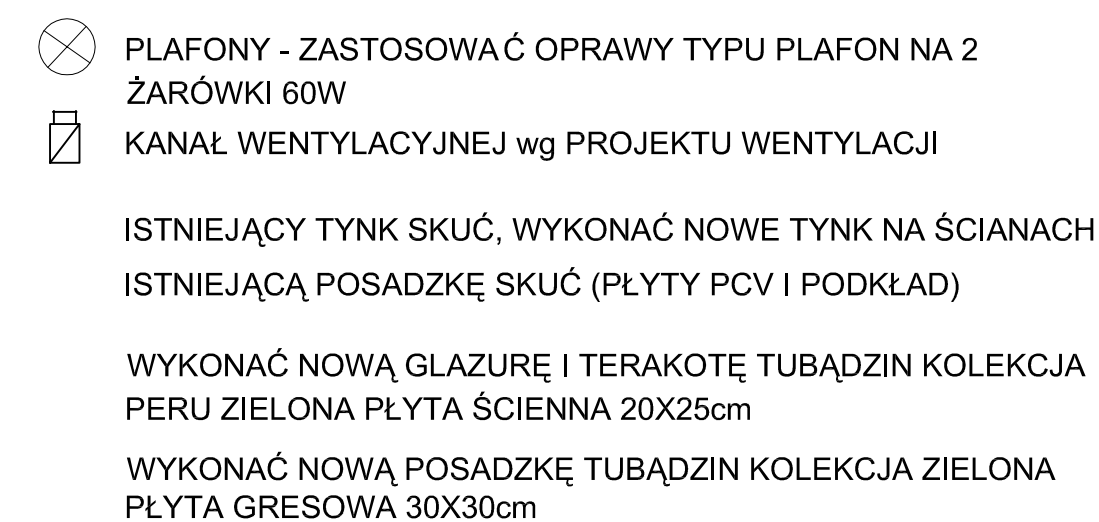 PLAFONY - ZASTOSOWAĆ OPRAWY TYPU PLAFON NA 2
ŻARÓWKI 60W
KANAŁ WENTYLACYJNEJ wg PROJEKTU WENTYLACJI
ISTNIEJĄCY TYNK SKUĆ, WYKONAĆ NOWE TYNK NA ŚCIANACH
ISTNIEJĄCĄ POSADZKĘ SKUĆ (PŁYTY PCV I PODKŁAD)
WYKONAĆ NOWĄ GLAZURĘ I TERAKOTĘ TUBĄDZIN KOLEKCJA
PERU ZIELONA PŁYTA ŚCIENNA 20X25cm
WYKONAĆ NOWĄ POSADZKĘ TUBĄDZIN KOLEKCJA ZIELONA
PŁYTA GRESOWA 30X30cm